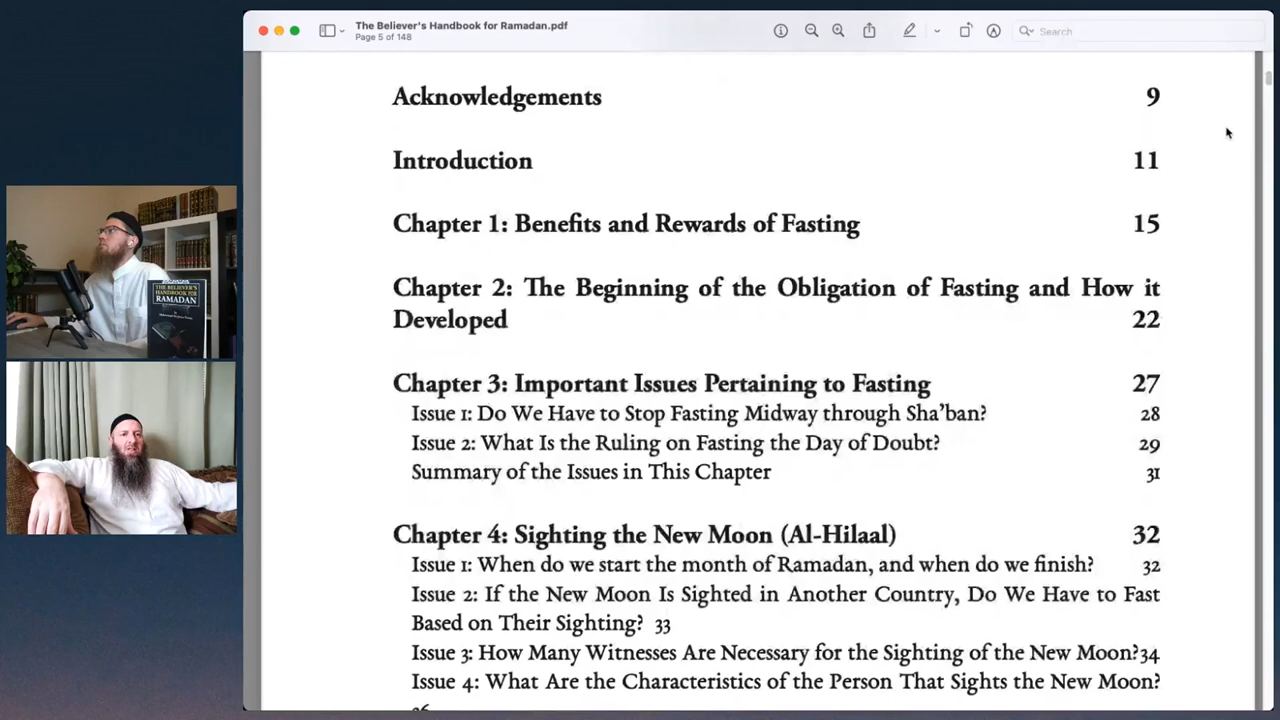 The Believer's Handbook for Ramadan.pdf
Page 5 of 148
Search
Acknowledgements 9
Introduction 11
Chapter 1: Benefits and Rewards of Fasting 15
Chapter 2: The Beginning of the Obligation of Fasting and How it
Developed 22
Chapter 3: Important Issues Pertaining to Fasting 27
Issue 1: Do We Have to Stop Fasting Midway through Sha'ban? 28
Issue 2: What Is the Ruling on Fasting the Day of Doubt? 29
Summary of the Issues in This Chapter 31
Chapter 4: Sighting the New Moon (Al-Hilaal) 32
Issue 1: When do we start the month of Ramadan, and when do we finish? 32
Issue 2: If the New Moon Is Sighted in Another Country, Do We Have to Fast
Based on Their Sighting? 33
Issue 3: How Many Witnesses Are Necessary for the Sighting of the New Moon?34
Issue 4: What Are the Characteristics of the Person That Sights the New Moon?
THE BELIEVER'S
HANDBOOK FOR
RAMADAN